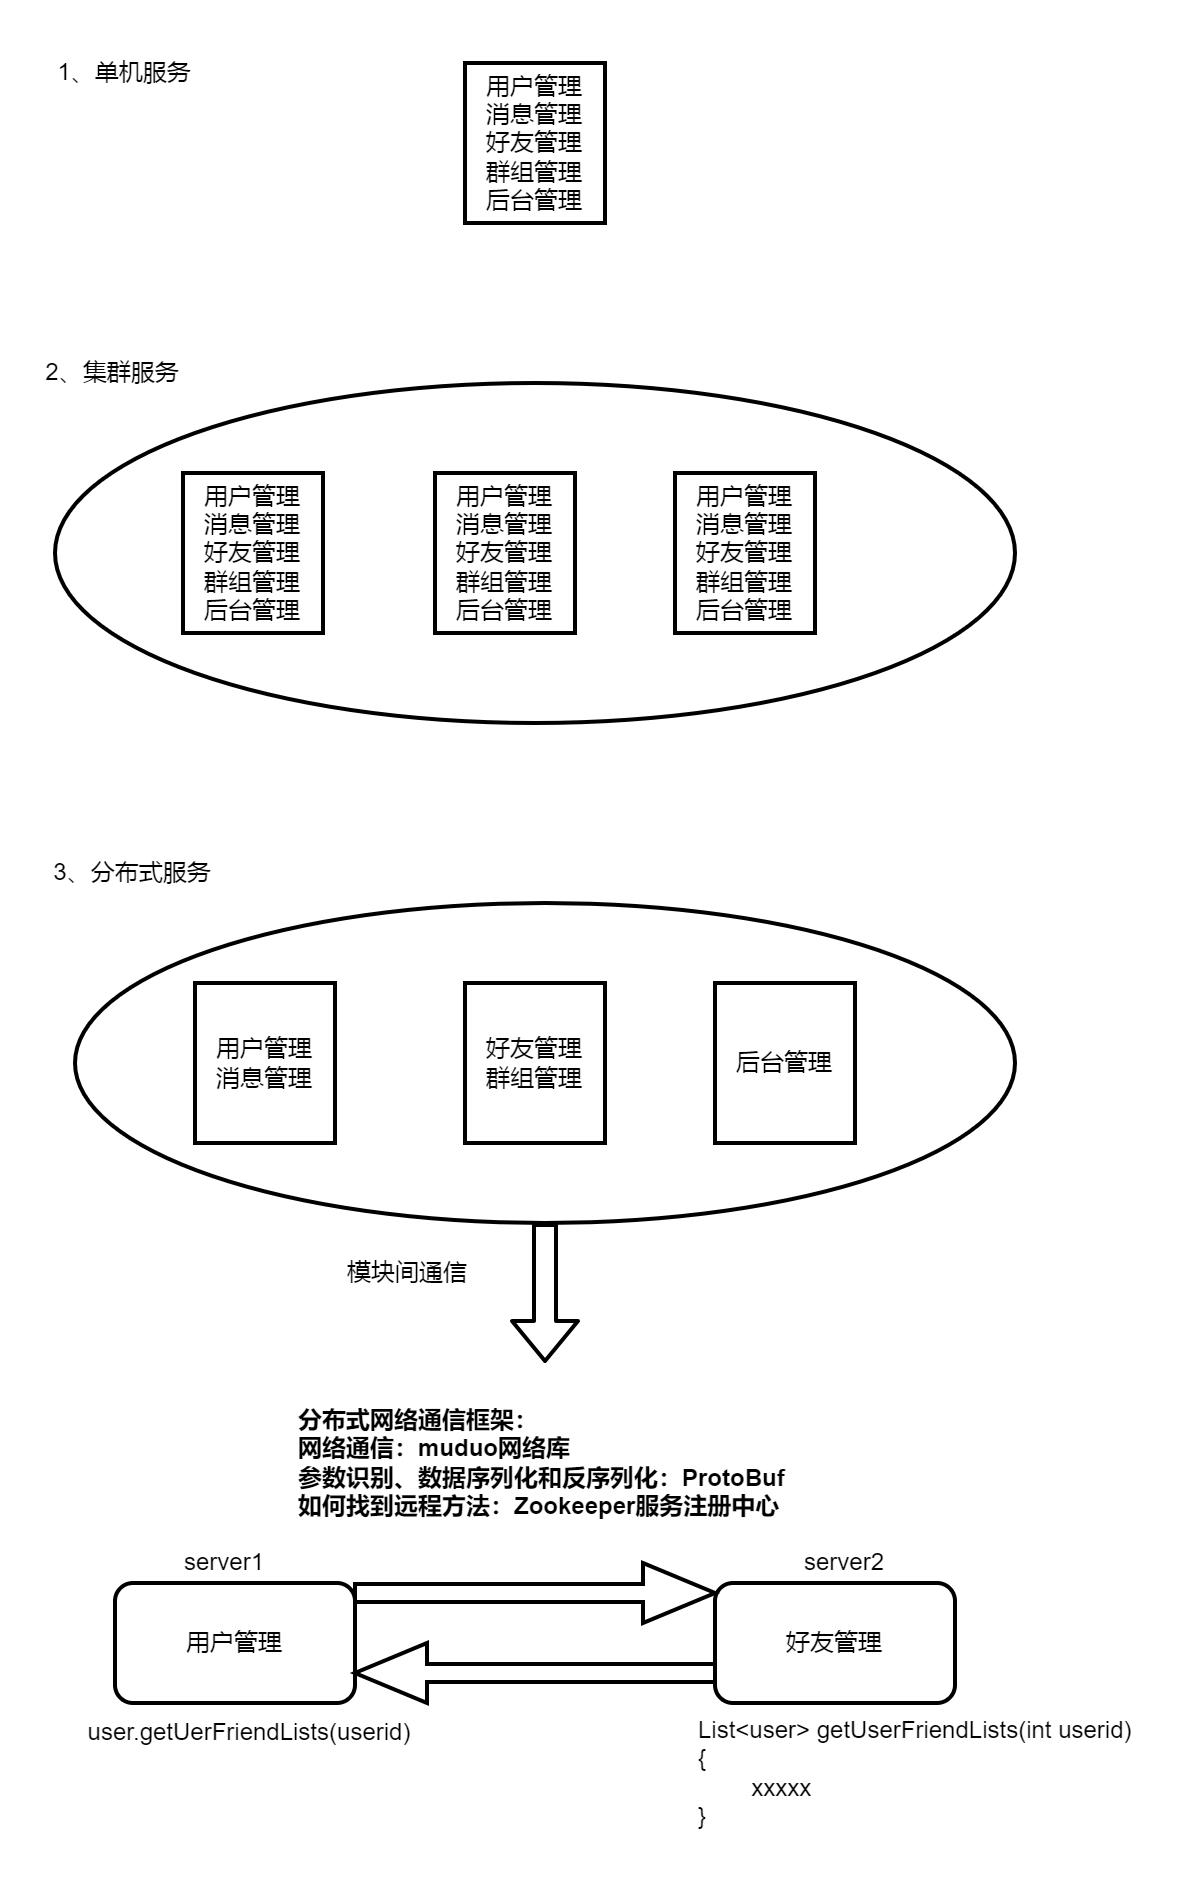 1、单机服务
用户管理
消息管理
好友管理
群组管理
后台管理
2、集群服务
用户管理
消息管理
好友管理
群组管理
后台管理
用户管理
消息管理
好友管理
群组管理
后台管理
用户管理
消息管理
好友管理
群组管理
后台管理
3、分布式服务
用户管理
消息管理
好友管理
群组管理
后台管理
模块间通信
分布式网络通信框架：
网络通信：muduo网络库
参数识别、数据序列化和反序列化：ProtoBuf
如何找到远程方法：Zookeeper服务注册中心
server1
用户管理
user.getUerFriendLists(userid)
server2
好友管理
List<user> getUserFriendLists(int userid)
{
xxxxx
}